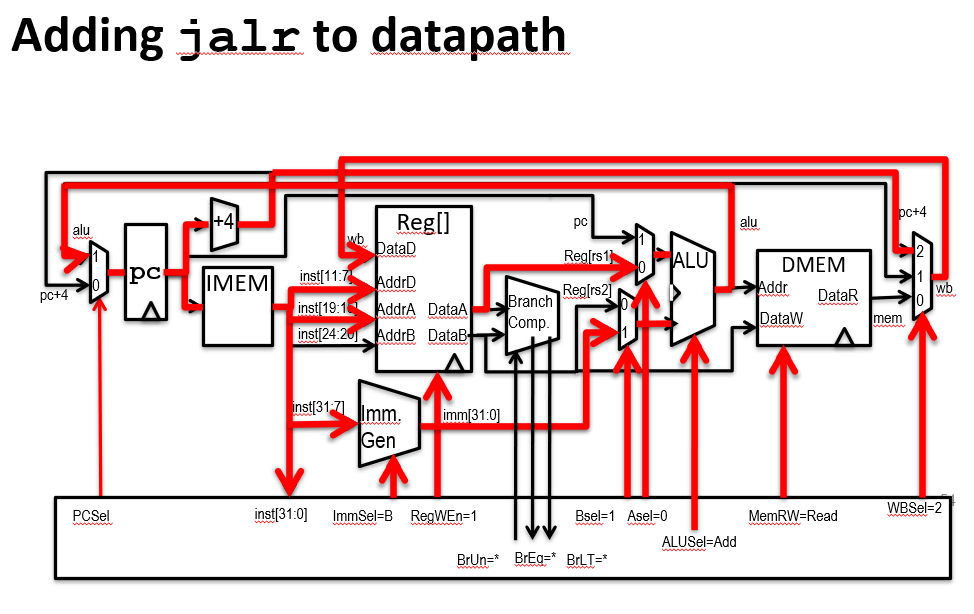 Adding jalr to datapath
alu
pc+4
1
0
pc
+4
IMEM
inst[11:7]
inst[19:1
inst[24:20]
inst[31:7]
Reg[]
wb
DataD
AddrD
AddrA
AddrB
DataA
DataB
Imm.
Gen
imm[31:0]
Branch
Comp.
pc
Reg[rs1]
Reg[rs2]
1
0
0
1
ALU
alu
DMEM
Addr
DataR
DataW
mem
pc+4
2
1
0
wb
PCSel
inst[31:0]
ImmSel=B
RegWEn=1
BrUn=*
BrEq=*
BrLT=*
Bsel=1
Asel=0
ALUSel=Add
MemRW=Read
WBSel=2